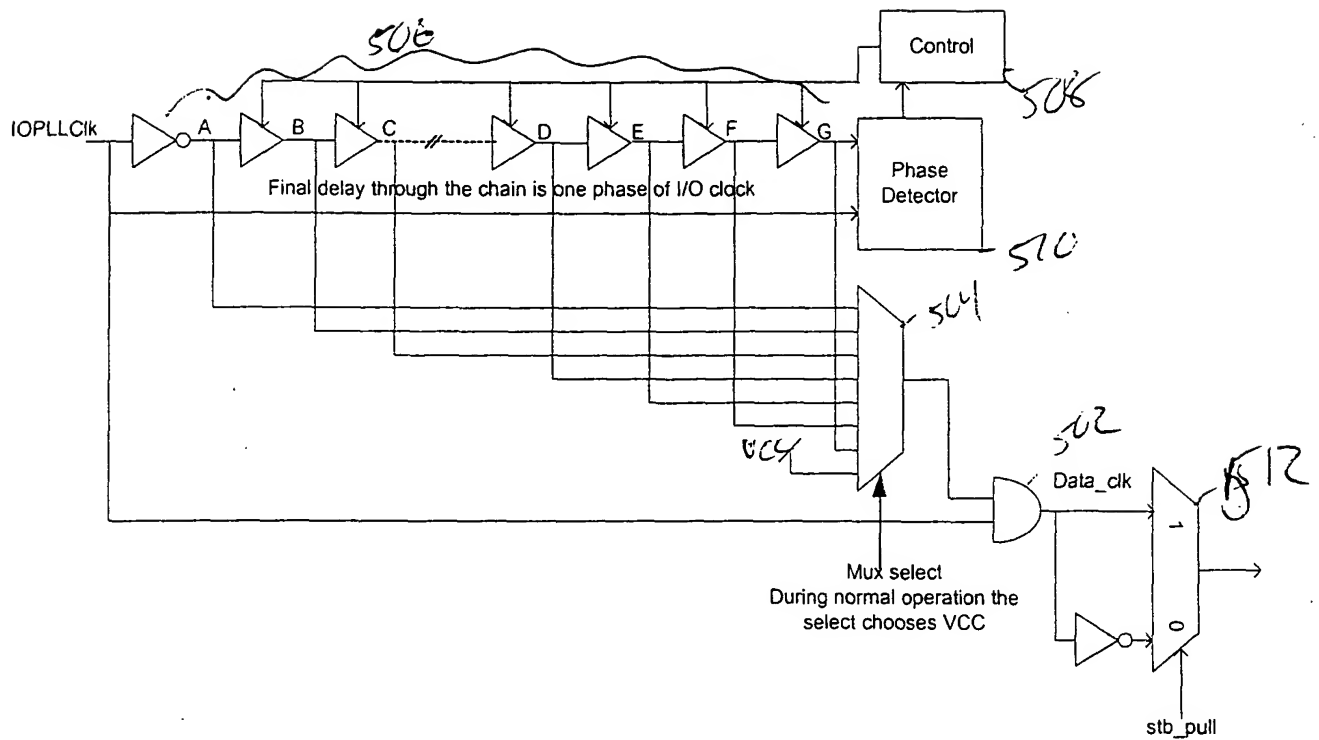 506
Control
508
IOPLLClk
A
B
C
D
E
F
G
Final delay through the chain is one phase of I/O clock
Phase
Detector
510
504
VCC
502
Data_clk
512
1
0
Mux select
During normal operation the
select chooses VCC
stb_pull